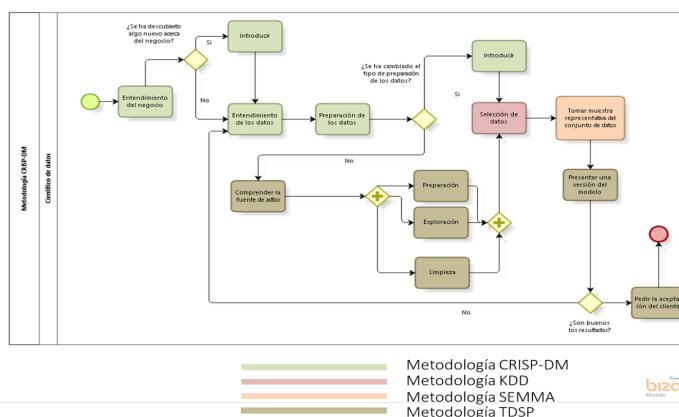 Metodología CRISP-DM
Científico de datos
¿Se ha descubierto
algo nuevo acerca
del negocio?
Si
No
Entendimiento
del negocio
Introducir
Entendimiento
de los datos
Preparación de
los datos
¿Se ha cambiado el
tipo de preparación
de los datos?
Si
No
Introducir
Selección de
datos
Tomar muestra
representativa del
conjunto de datos
Comprender la
fuente de adtos
Preparación
Exploración
Limpieza
Presentar una
versión del
modelo
¿Son buenos
los resultados?
No
Pedir la acepta
ión del cliente
Metodología CRISP-DM
Metodología KDD
Metodología SEMMA
Metodología TDSP
Modeler